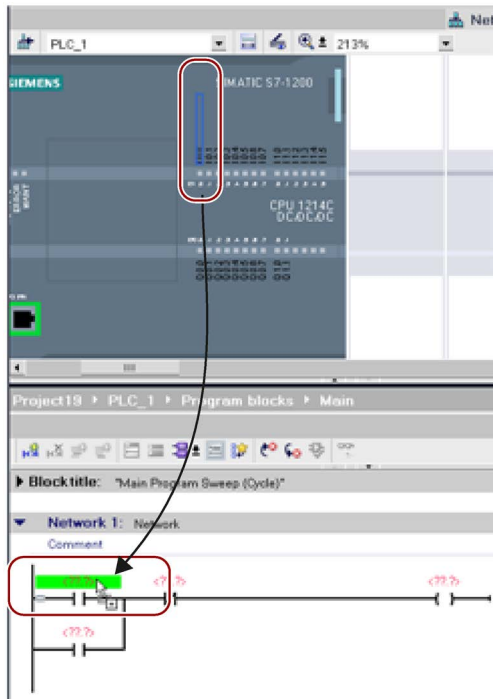 Net
PLC_1
213%
SIEMENS
SIMATIC S7-1200
CPU 1214C
DC/DC/DC
Project19 ▸ PLC_1 ▸ Program blocks ▸ Main
Block title: "Main Program Sweep (Cycle)"
Network 1: Network
Comment
<??.?>
<??.?>
<??.?>
<??.?>